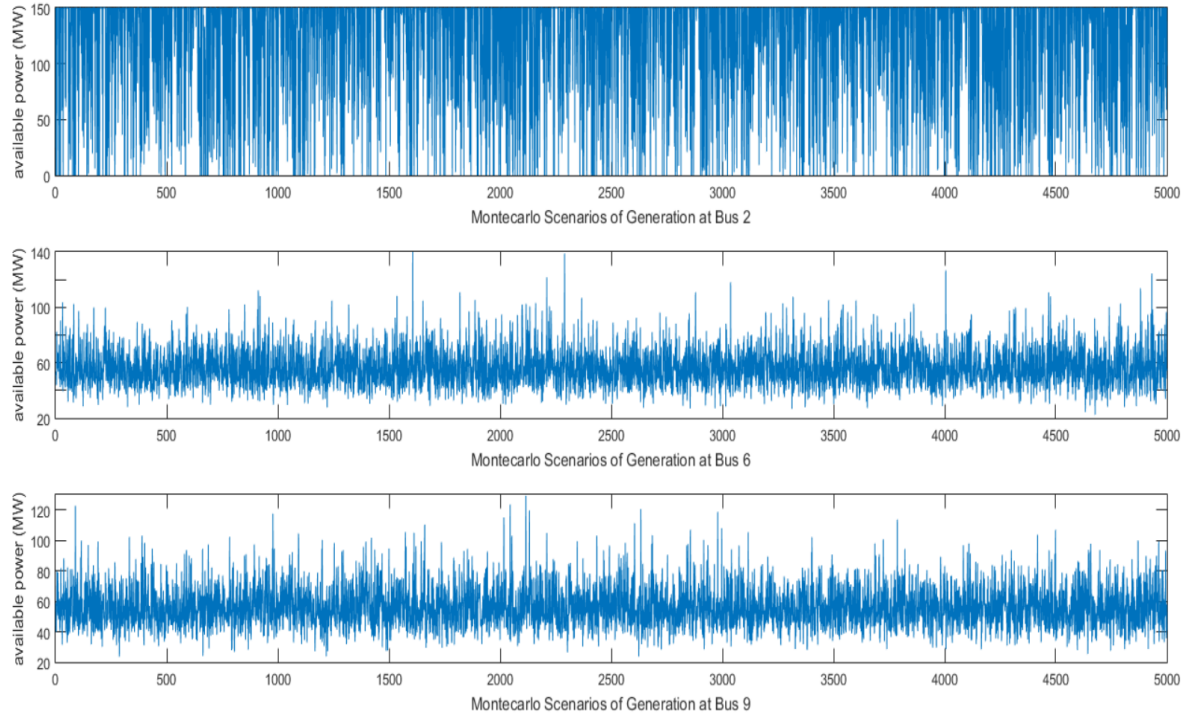 available power (MW)
150
100
50
0
0 500 1000 1500 2000 2500 3000 3500 4000 4500 5000
Montecarlo Scenarios of Generation at Bus 2
available power (MW)
140
100
60
20
0 500 1000 1500 2000 2500 3000 3500 4000 4500 5000
Montecarlo Scenarios of Generation at Bus 6
available power (MW)
120
100
80
60
40
20
0 500 1000 1500 2000 2500 3000 3500 4000 4500 5000
Montecarlo Scenarios of Generation at Bus 9